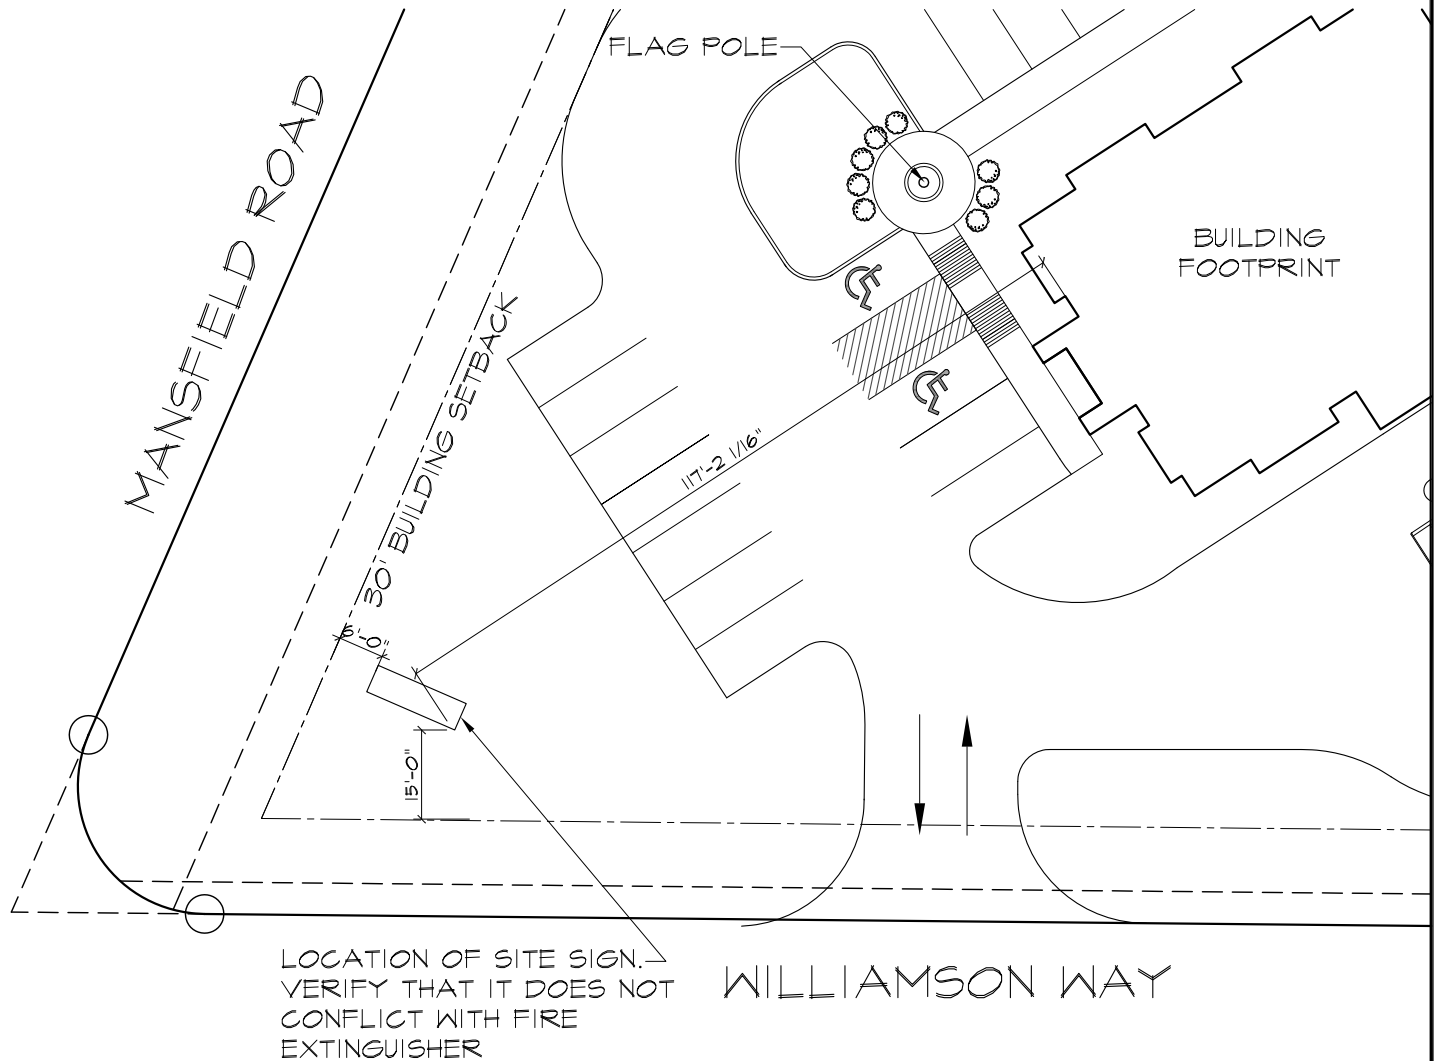 FLAG POLE
MANSFIELD ROAD
BUILDING
FOOTPRINT
30' BUILDING SETBACK
117'-2 1/16"
6'-0"
15'-0"
LOCATION OF SITE SIGN.
VERIFY THAT IT DOES NOT
CONFLICT WITH FIRE
EXTINGUISHER
WILLIAMSON WAY